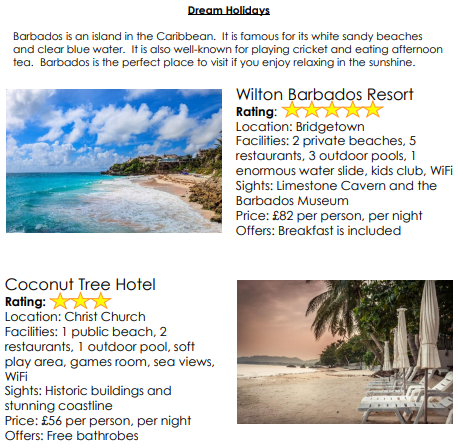 Dream Holidays
Barbados is an island in the Caribbean. It is famous for its white sandy beaches
and clear blue water. It is also well-known for playing cricket and eating afternoon
tea. Barbados is the perfect place to visit if you enjoy relaxing in the sunshine.
Wilton Barbados Resort
Rating:
Location: Bridgetown
Facilities: 2 private beaches, 5
restaurants, 3 outdoor pools, 1
enormous water slide, kids club, WiFi
Sights: Limestone Cavern and the
Barbados Museum
Price: £82 per person, per night
Offers: Breakfast is included
Coconut Tree Hotel
Rating:
Location: Christ Church
Facilities: 1 public beach, 2
restaurants, 1 outdoor pool, soft
play area, games room, sea views,
WiFi
Sights: Historic buildings and
stunning coastline
Price: £56 per person, per night
Offers: Free bathrobes